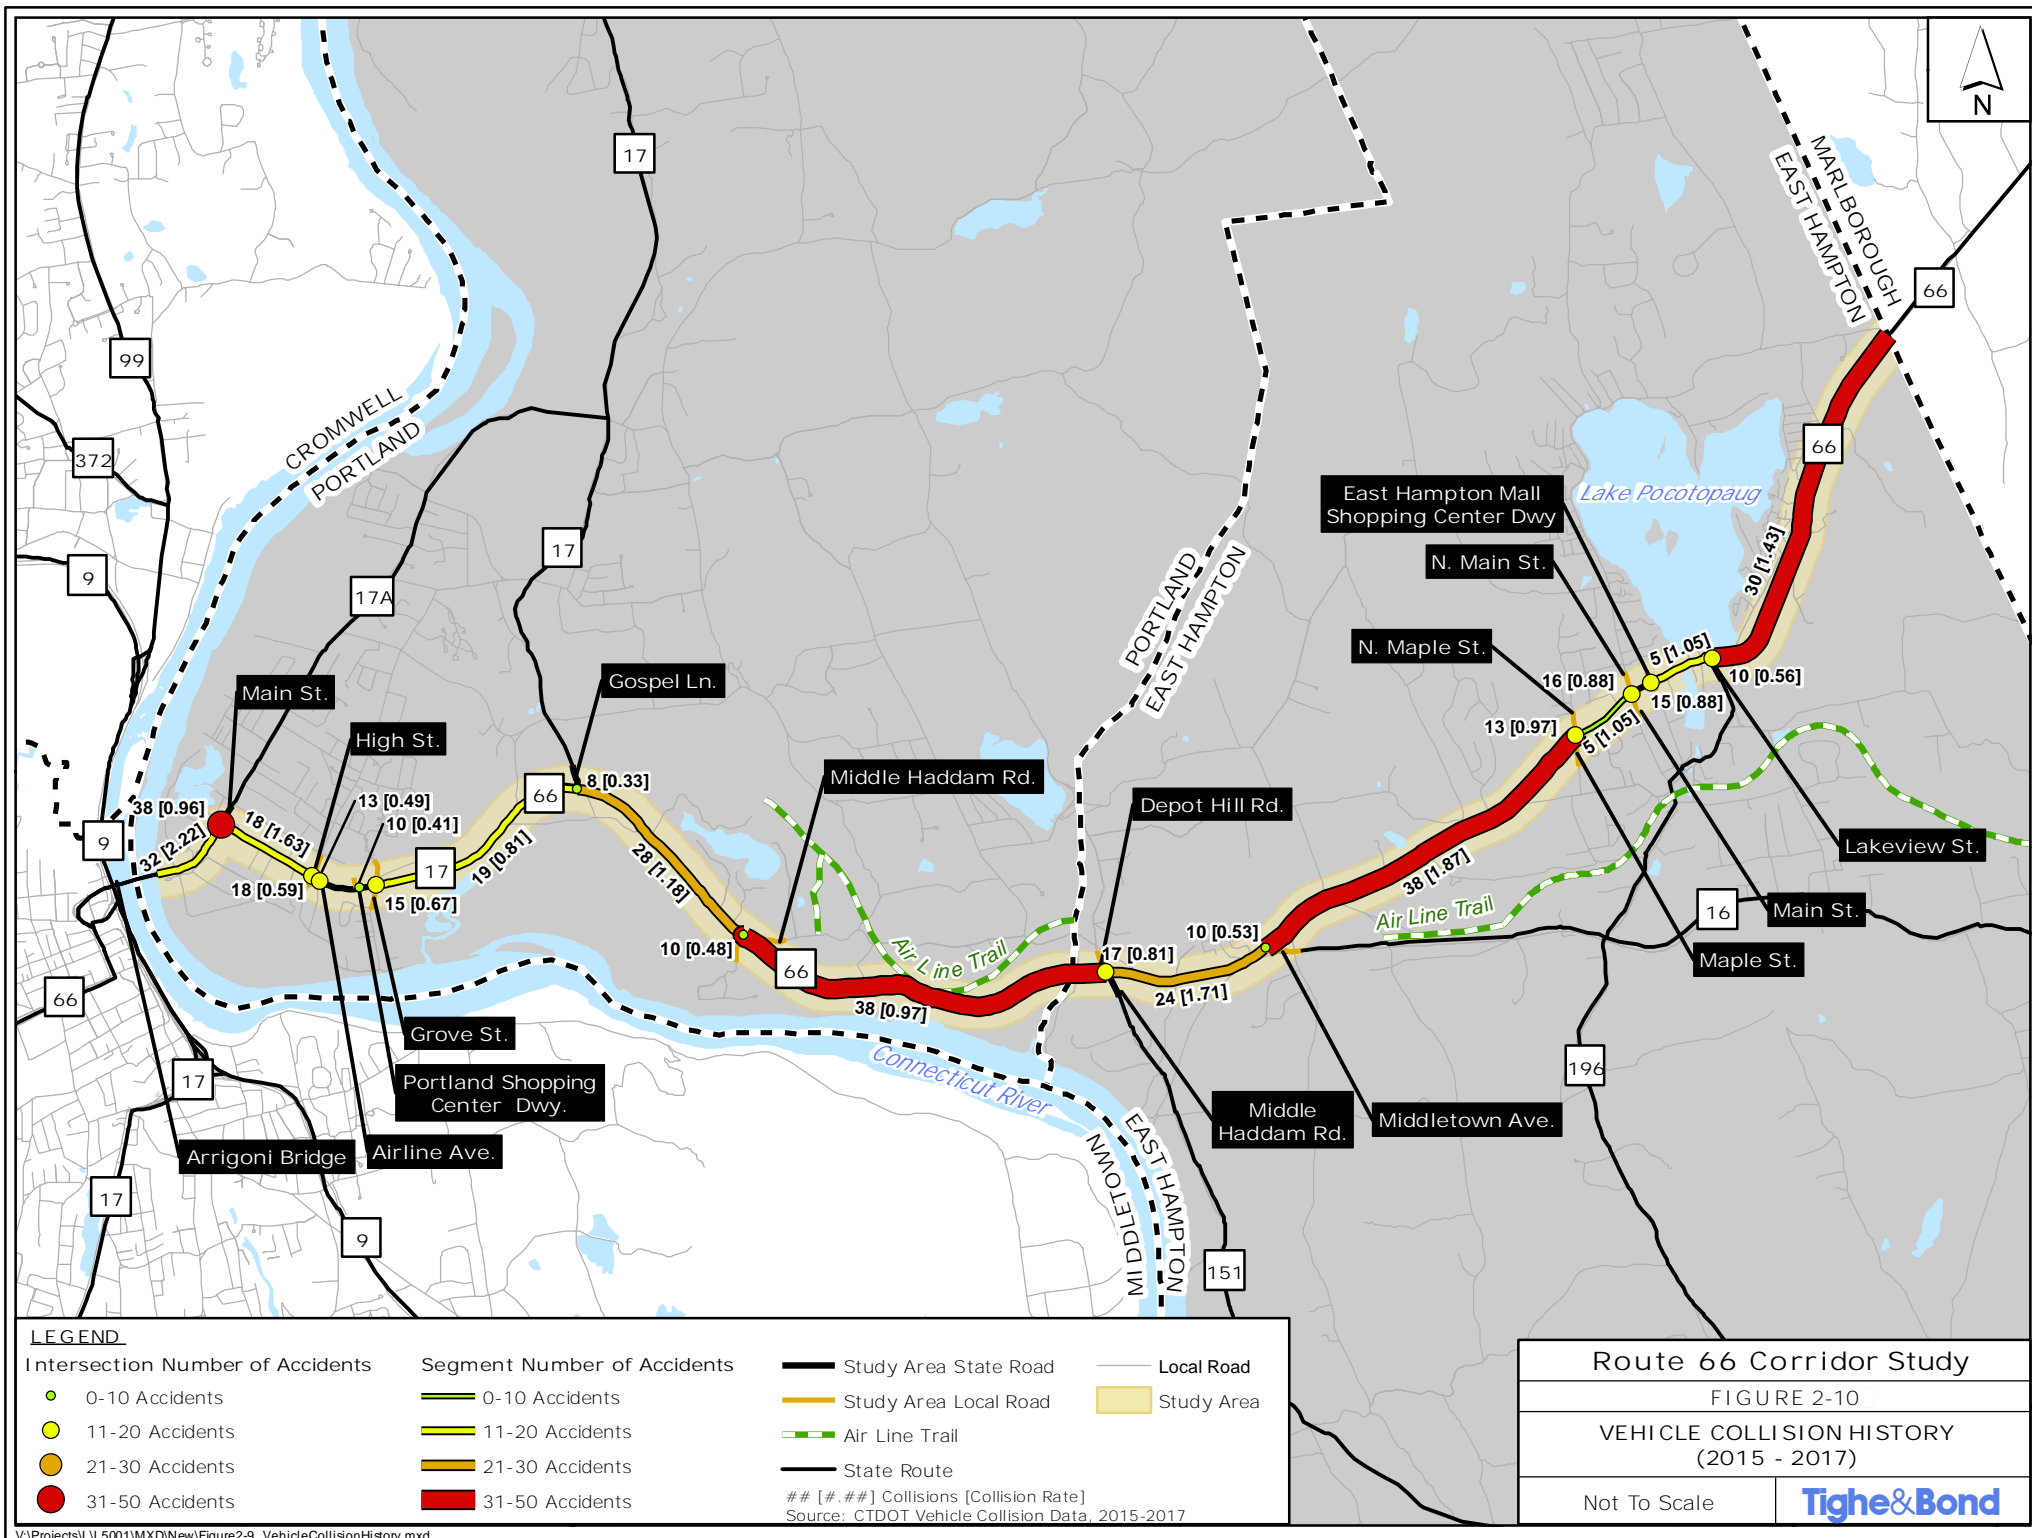 N
17
MARLBOROUGH
EAST HAMPTON
66
99
CROMWELL
PORTLAND
372
66
East Hampton Mall
Shopping Center Dwy
Lake Pocotopaug
17
9
N. Main St.
30 [1.43]
17A
PORTLAND
EAST HAMPTON
N. Maple St.
5 [1.05]
Gospel Ln.
16 [0.88]
10 [0.56]
Main St.
15 [0.88]
13 [0.97]
5 [1.05]
High St.
Middle Haddam Rd.
8 [0.33]
66
Depot Hill Rd.
38 [0.96]
13 [0.49]
18 [1.63]
10 [0.41]
9
32 [2.22]
Lakeview St.
17
19 [0.81]
28 [1.18]
38 [1.87]
18 [0.59]
15 [0.67]
Air Line Trail
16
Main St.
10 [0.53]
10 [0.48]
Air Line Trail
17 [0.81]
Maple St.
66
66
24 [1.71]
38 [0.97]
Grove St.
Connecticut River
196
17
Portland Shopping
Center Dwy.
Middle
Haddam Rd.
Middletown Ave.
Arrigoni Bridge
Airline Ave.
MIDDLETOWN
EAST HAMPTON
17
9
151
LEGEND
Intersection Number of Accidents
0-10 Accidents
11-20 Accidents
21-30 Accidents
31-50 Accidents
Segment Number of Accidents
0-10 Accidents
11-20 Accidents
21-30 Accidents
31-50 Accidents
Study Area State Road
Study Area Local Road
Air Line Trail
State Route
Local Road
Study Area
## [#.##] Collisions [Collision Rate]
Source: CTDOT Vehicle Collision Data, 2015-2017
Route 66 Corridor Study
FIGURE 2-10
VEHICLE COLLISION HISTORY
(2015 - 2017)
Not To Scale
Tighe&Bond
V:\Projects\L\L5001\MXD\New\Figure2-9_VehicleCollisionHistory.mxd